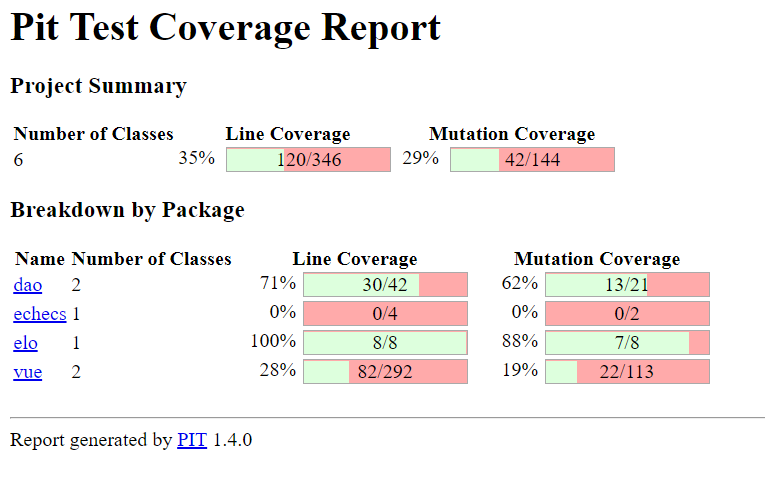 Pit Test Coverage Report
Project Summary
Number of Classes Line Coverage Mutation Coverage
6 35% 120/346 29% 42/144
Breakdown by Package
Name Number of Classes Line Coverage Mutation Coverage
dao 2 71% 30/42 62% 13/21
echecs 1 0% 0/4 0% 0/2
elo 1 100% 8/8 88% 7/8
vue 2 28% 82/292 19% 22/113
Report generated by PIT 1.4.0